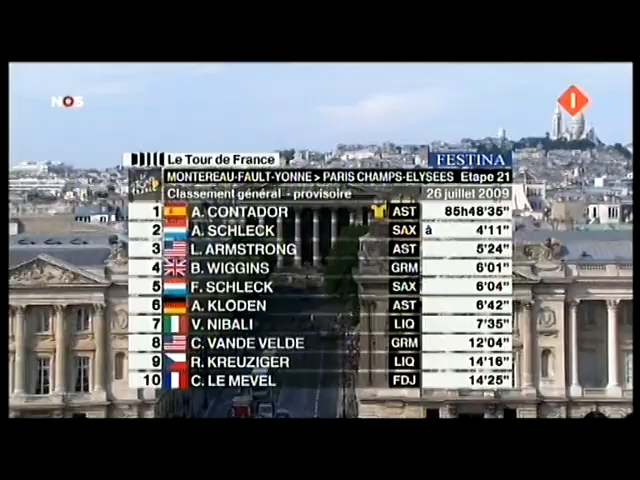 NOS
1
Le Tour de France
FESTINA
MONTEREAU-FAULT-YONNE > PARIS CHAMPS-ELYSEES Etape 21
Classement général - provisoire 26 juillet 2009
1 A. CONTADOR AST 85h48'35"
2 A. SCHLECK SAX à 4'11"
3 L. ARMSTRONG AST 5'24"
4 B. WIGGINS GRM 6'01"
5 F. SCHLECK SAX 6'04"
6 A. KLODEN AST 6'42"
7 V. NIBALI LIQ 7'35"
8 C. VANDE VELDE GRM 12'04"
9 R. KREUZIGER LIQ 14'16"
10 C. LE MEVEL FDJ 14'25"